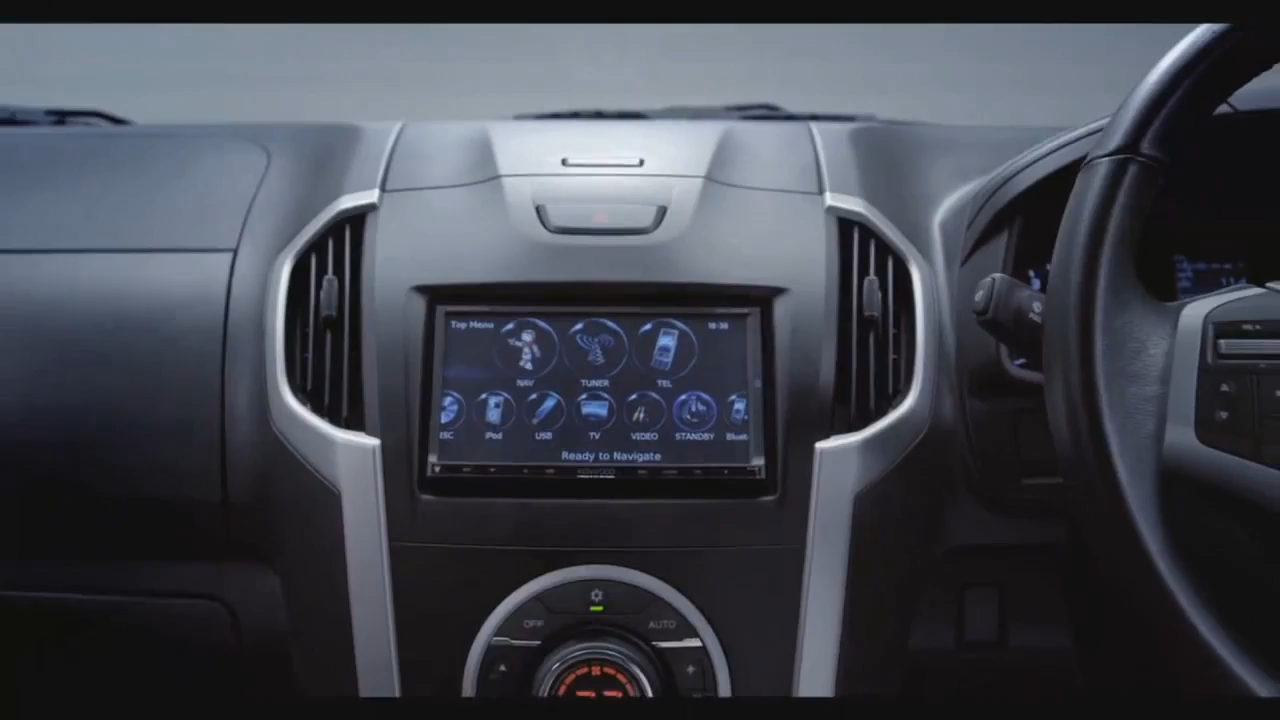 Top Menu 18:38
NAV TUNER TEL
ISC iPod USB TV VIDEO STANDBY Bluet
Ready to Navigate
KENWOOD
OFF AUTO